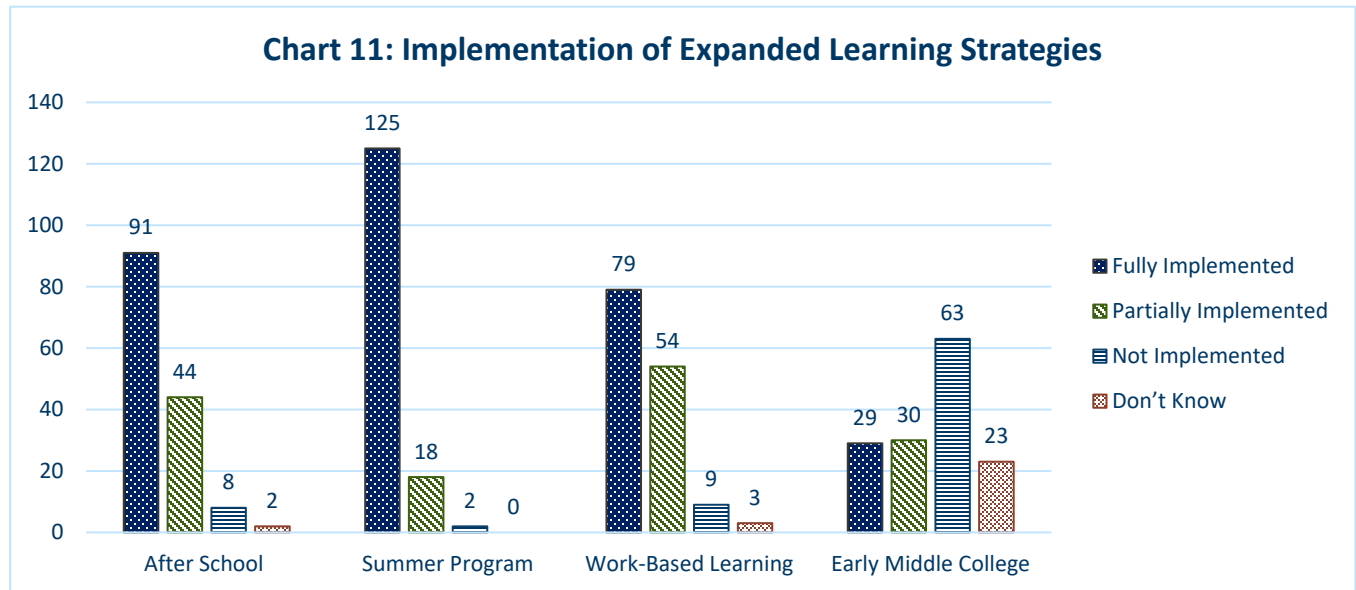 Chart 11: Implementation of Expanded Learning Strategies
140
120
100
80
60
40
20
0
91
44
8
2
125
18
2
0
79
54
9
3
29
30
63
23
After School
Summer Program
Work-Based Learning
Early Middle College
Fully Implemented
Partially Implemented
Not Implemented
Don’t Know